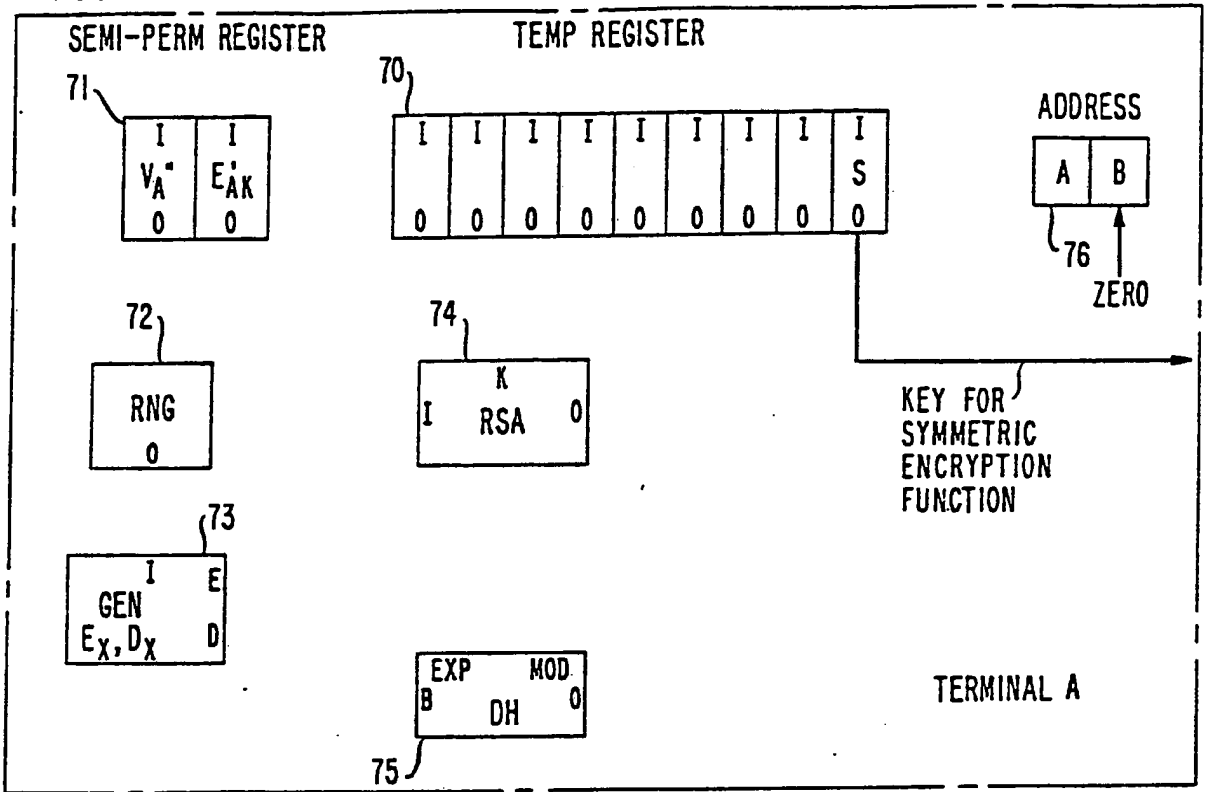 SEMI-PERM REGISTER
TEMP REGISTER
71
70
ADDRESS
I I
V_A" E'_AK
0 0
I I I I I I I I I
S
0 0 0 0 0 0 0 0 0
A B
76
ZERO
72
74
RNG
0
K
I RSA 0
KEY FOR
SYMMETRIC
ENCRYPTION
FUNCTION
73
I E
GEN
E_X, D_X D
EXP MOD
B 0
DH
TERMINAL A
75